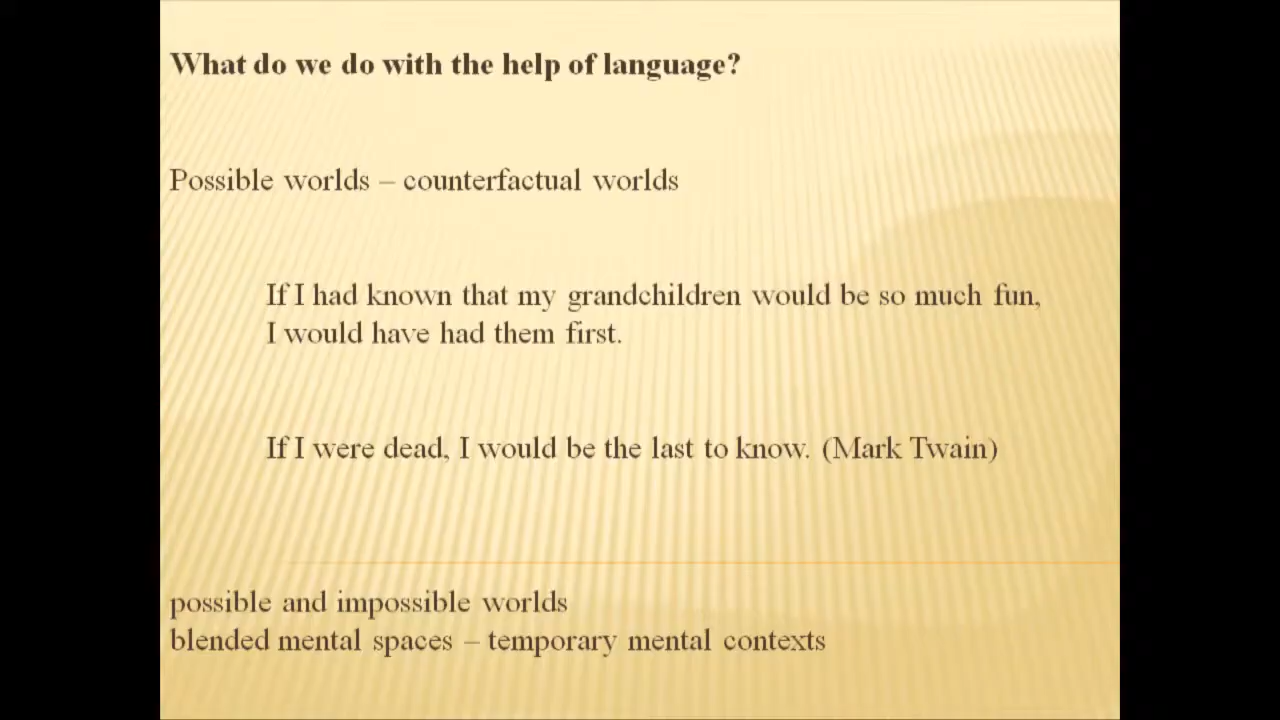 What do we do with the help of language?
Possible worlds – counterfactual worlds
If I had known that my grandchildren would be so much fun,
I would have had them first.
If I were dead, I would be the last to know. (Mark Twain)
possible and impossible worlds
blended mental spaces – temporary mental contexts